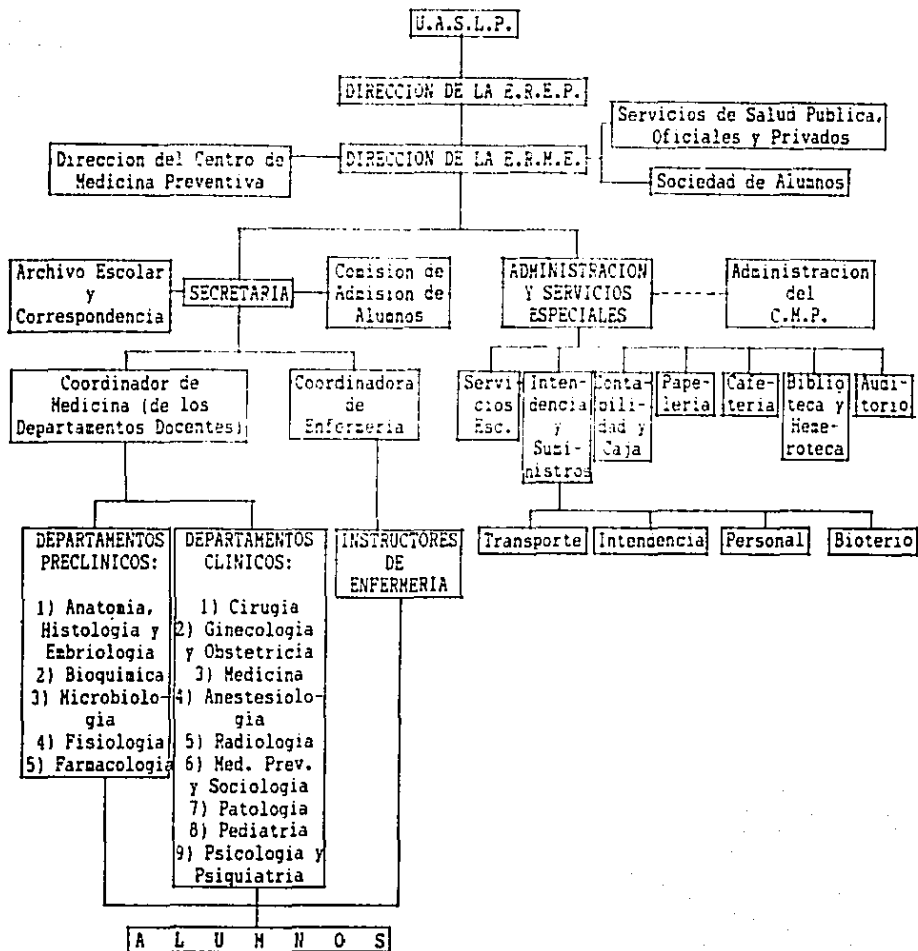 U.A.S.L.P.
DIRECCION DE LA E.R.E.P.
Servicios de Salud Publica,
Oficiales y Privados
Direccion del Centro de
Medicina Preventiva
DIRECCION DE LA E.R.M.E.
Sociedad de Alumnos
Archivo Escolar
y
Correspondencia
SECRETARIA
Comision de
Admision de
Alumnos
ADMINISTRACION
Y SERVICIOS
ESPECIALES
Administracion
del
C.M.P.
Coordinador de
Medicina (de los
Departamentos Docentes)
Coordinadora
de
Enfermeria
Servi-
cios
Esc.
Inten-
dencia
y
Sumi-
nistros
Conta-
bili-
dad y
Caja
Pape-
leria
Cafe-
teria
Biblio-
teca y
Heme-
roteca
Audi-
torio
Transporte
Intendencia
Personal
Bioterio
DEPARTAMENTOS
PRECLINICOS:
1) Anatomia,
Histologia y
Embriologia
2) Bioquimica
3) Microbiolo-
gia
4) Fisiologia
5) Farmacologia
DEPARTAMENTOS
CLINICOS:
1) Cirugia
2) Ginecologia
y Obstetricia
3) Medicina
4) Anestesiolo-
gia
5) Radiologia
6) Med. Prev.
y Sociologia
7) Patologia
8) Pediatria
9) Psicologia y
Psiquiatria
INSTRUCTORES
DE
ENFERMERIA
A L U M N O S